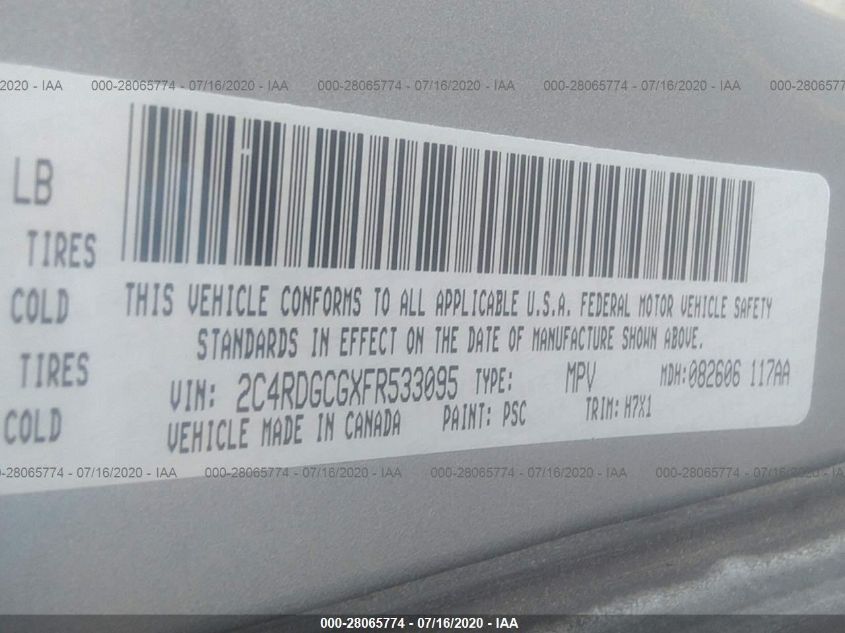 000-28065774 - 07/16/2020 - IAA 000-28065774 - 07/16/2020 - IAA 000-28065774 - 07/16/2020 - IAA 000-28065774 - 07/16/2020 - IAA
LB
TIRES
COLD
TIRES
COLD
THIS VEHICLE CONFORMS TO ALL APPLICABLE U.S.A. FEDERAL MOTOR VEHICLE SAFETY
STANDARDS IN EFFECT ON THE DATE OF MANUFACTURE SHOWN ABOVE.
VIN: 2C4RDGCGXFR533095 TYPE: MPV MDH:082606 117AA
VEHICLE MADE IN CANADA PAINT: PSC TRIM: H7X1
000-28065774 - 07/16/2020 - IAA 000-28065774 - 07/16/2020 - IAA 000-28065774 - 07/16/2020 - IAA 000-28065774 - 07/16/2020 - IAA
000-28065774 - 07/16/2020 - IAA